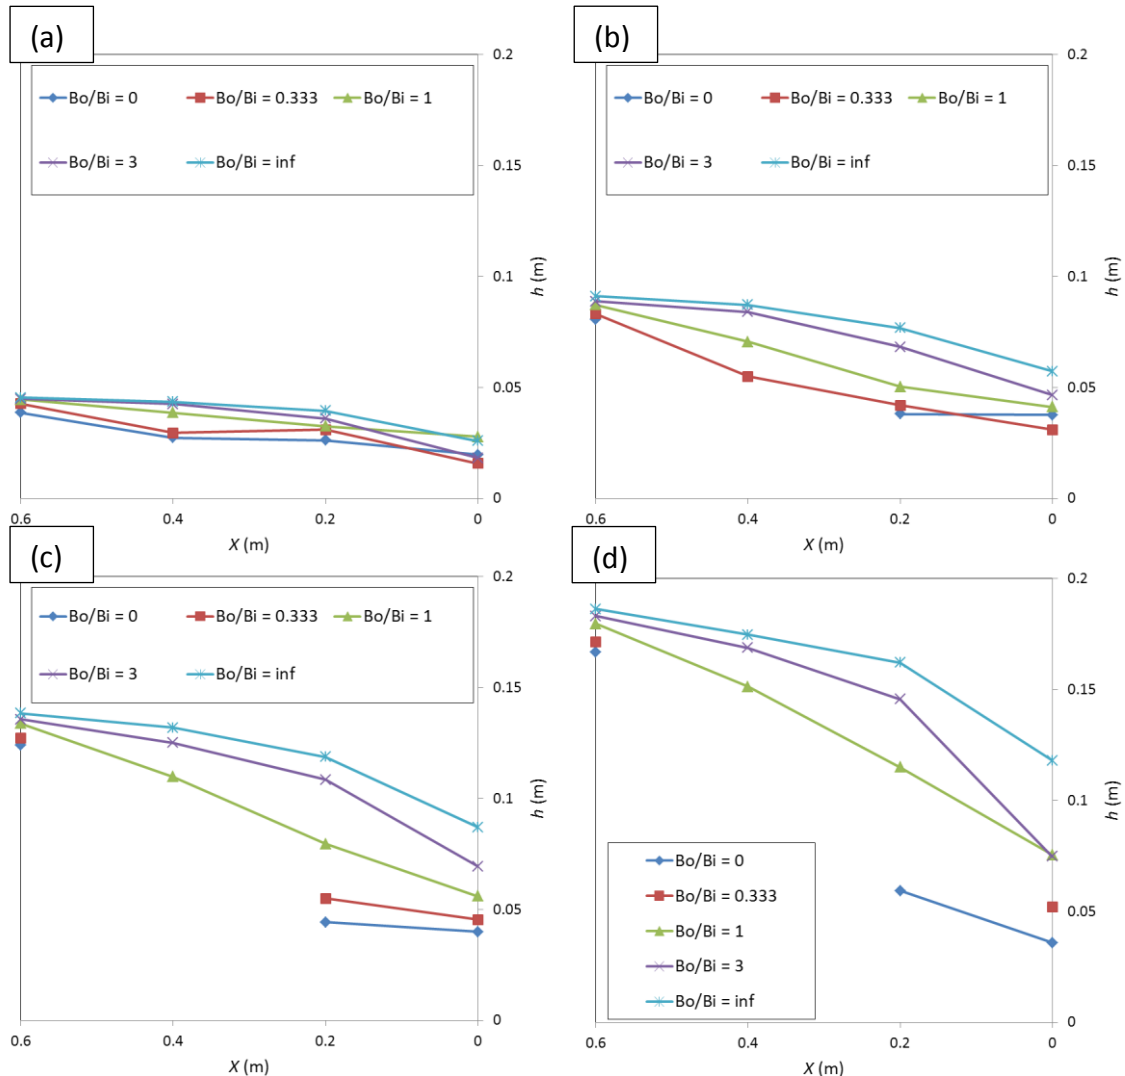 (a)
Bo/Bi = 0 Bo/Bi = 0.333 Bo/Bi = 1
Bo/Bi = 3 Bo/Bi = inf
0.2
0.15
0.1
0.05
0
h (m)
0.6 0.4 0.2 0
X (m)
(b)
Bo/Bi = 0 Bo/Bi = 0.333 Bo/Bi = 1
Bo/Bi = 3 Bo/Bi = inf
0.2
0.15
0.1
0.05
0
h (m)
0.6 0.4 0.2 0
X (m)
(c)
Bo/Bi = 0 Bo/Bi = 0.333 Bo/Bi = 1
Bo/Bi = 3 Bo/Bi = inf
0.2
0.15
0.1
0.05
0
h (m)
0.6 0.4 0.2 0
X (m)
(d)
0.2
0.15
0.1
0.05
0
h (m)
Bo/Bi = 0
Bo/Bi = 0.333
Bo/Bi = 1
Bo/Bi = 3
Bo/Bi = inf
0.6 0.4 0.2 0
X (m)